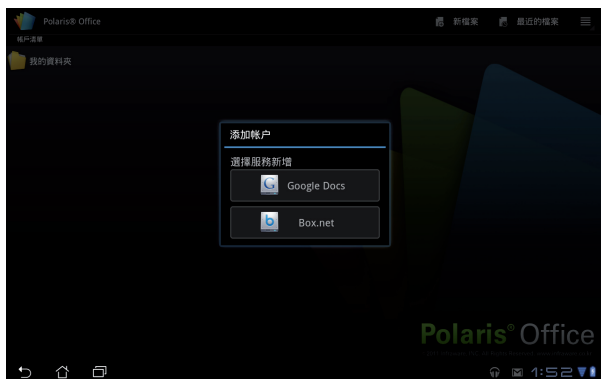 Polaris® Office
新檔案
最近的檔案
帳戶清單
我的資料夾
添加帐户
選擇服務新增
G Google Docs
b Box.net
Polaris® Office
1:52